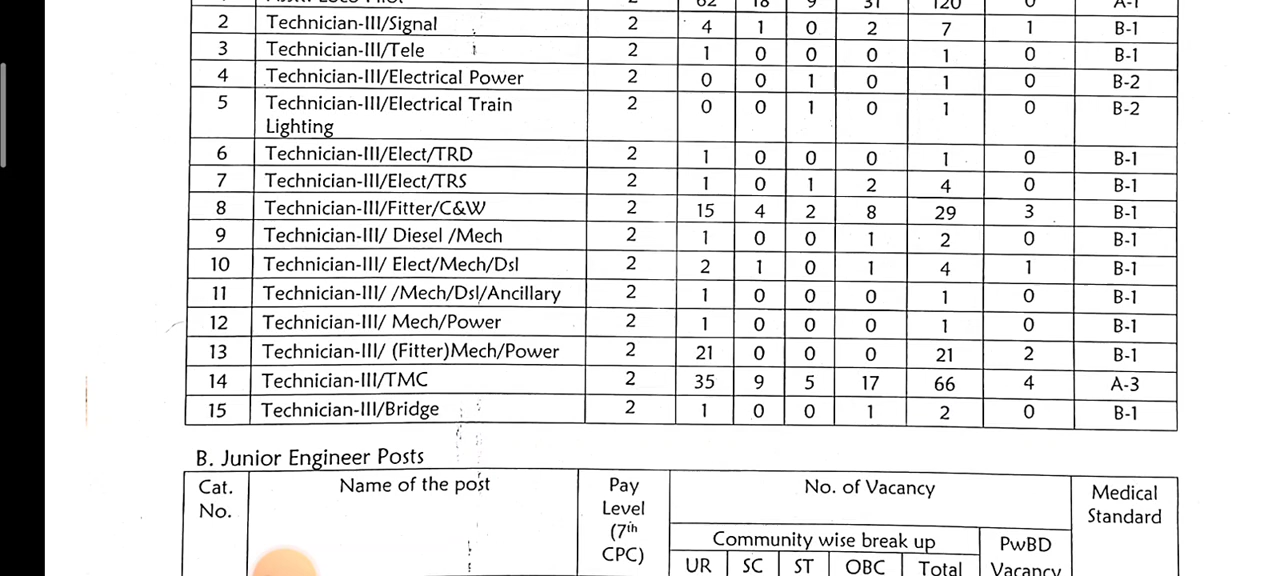 62 18 9 31 120 0 A-1
2 Technician-III/Signal 2 4 1 0 2 7 1 B-1
3 Technician-III/Tele 2 1 0 0 0 1 0 B-1
4 Technician-III/Electrical Power 2 0 0 1 0 1 0 B-2
5 Technician-III/Electrical Train 2 0 0 1 0 1 0 B-2
Lighting
6 Technician-III/Elect/TRD 2 1 0 0 0 1 0 B-1
7 Technician-III/Elect/TRS 2 1 0 1 2 4 0 B-1
8 Technician-III/Fitter/C&W 2 15 4 2 8 29 3 B-1
9 Technician-III/ Diesel /Mech 2 1 0 0 1 2 0 B-1
10 Technician-III/ Elect/Mech/Dsl 2 2 1 0 1 4 1 B-1
11 Technician-III/ /Mech/Dsl/Ancillary 2 1 0 0 0 1 0 B-1
12 Technician-III/ Mech/Power 2 1 0 0 0 1 0 B-1
13 Technician-III/ (Fitter)Mech/Power 2 21 0 0 0 21 2 B-1
14 Technician-III/TMC 2 35 9 5 17 66 4 A-3
15 Technician-III/Bridge 2 1 0 0 1 2 0 B-1
B. Junior Engineer Posts
Cat. Name of the post Pay No. of Vacancy Medical
No. Level Standard
(7th Community wise break up PwBD
CPC) UR SC ST OBC Total Vacancy